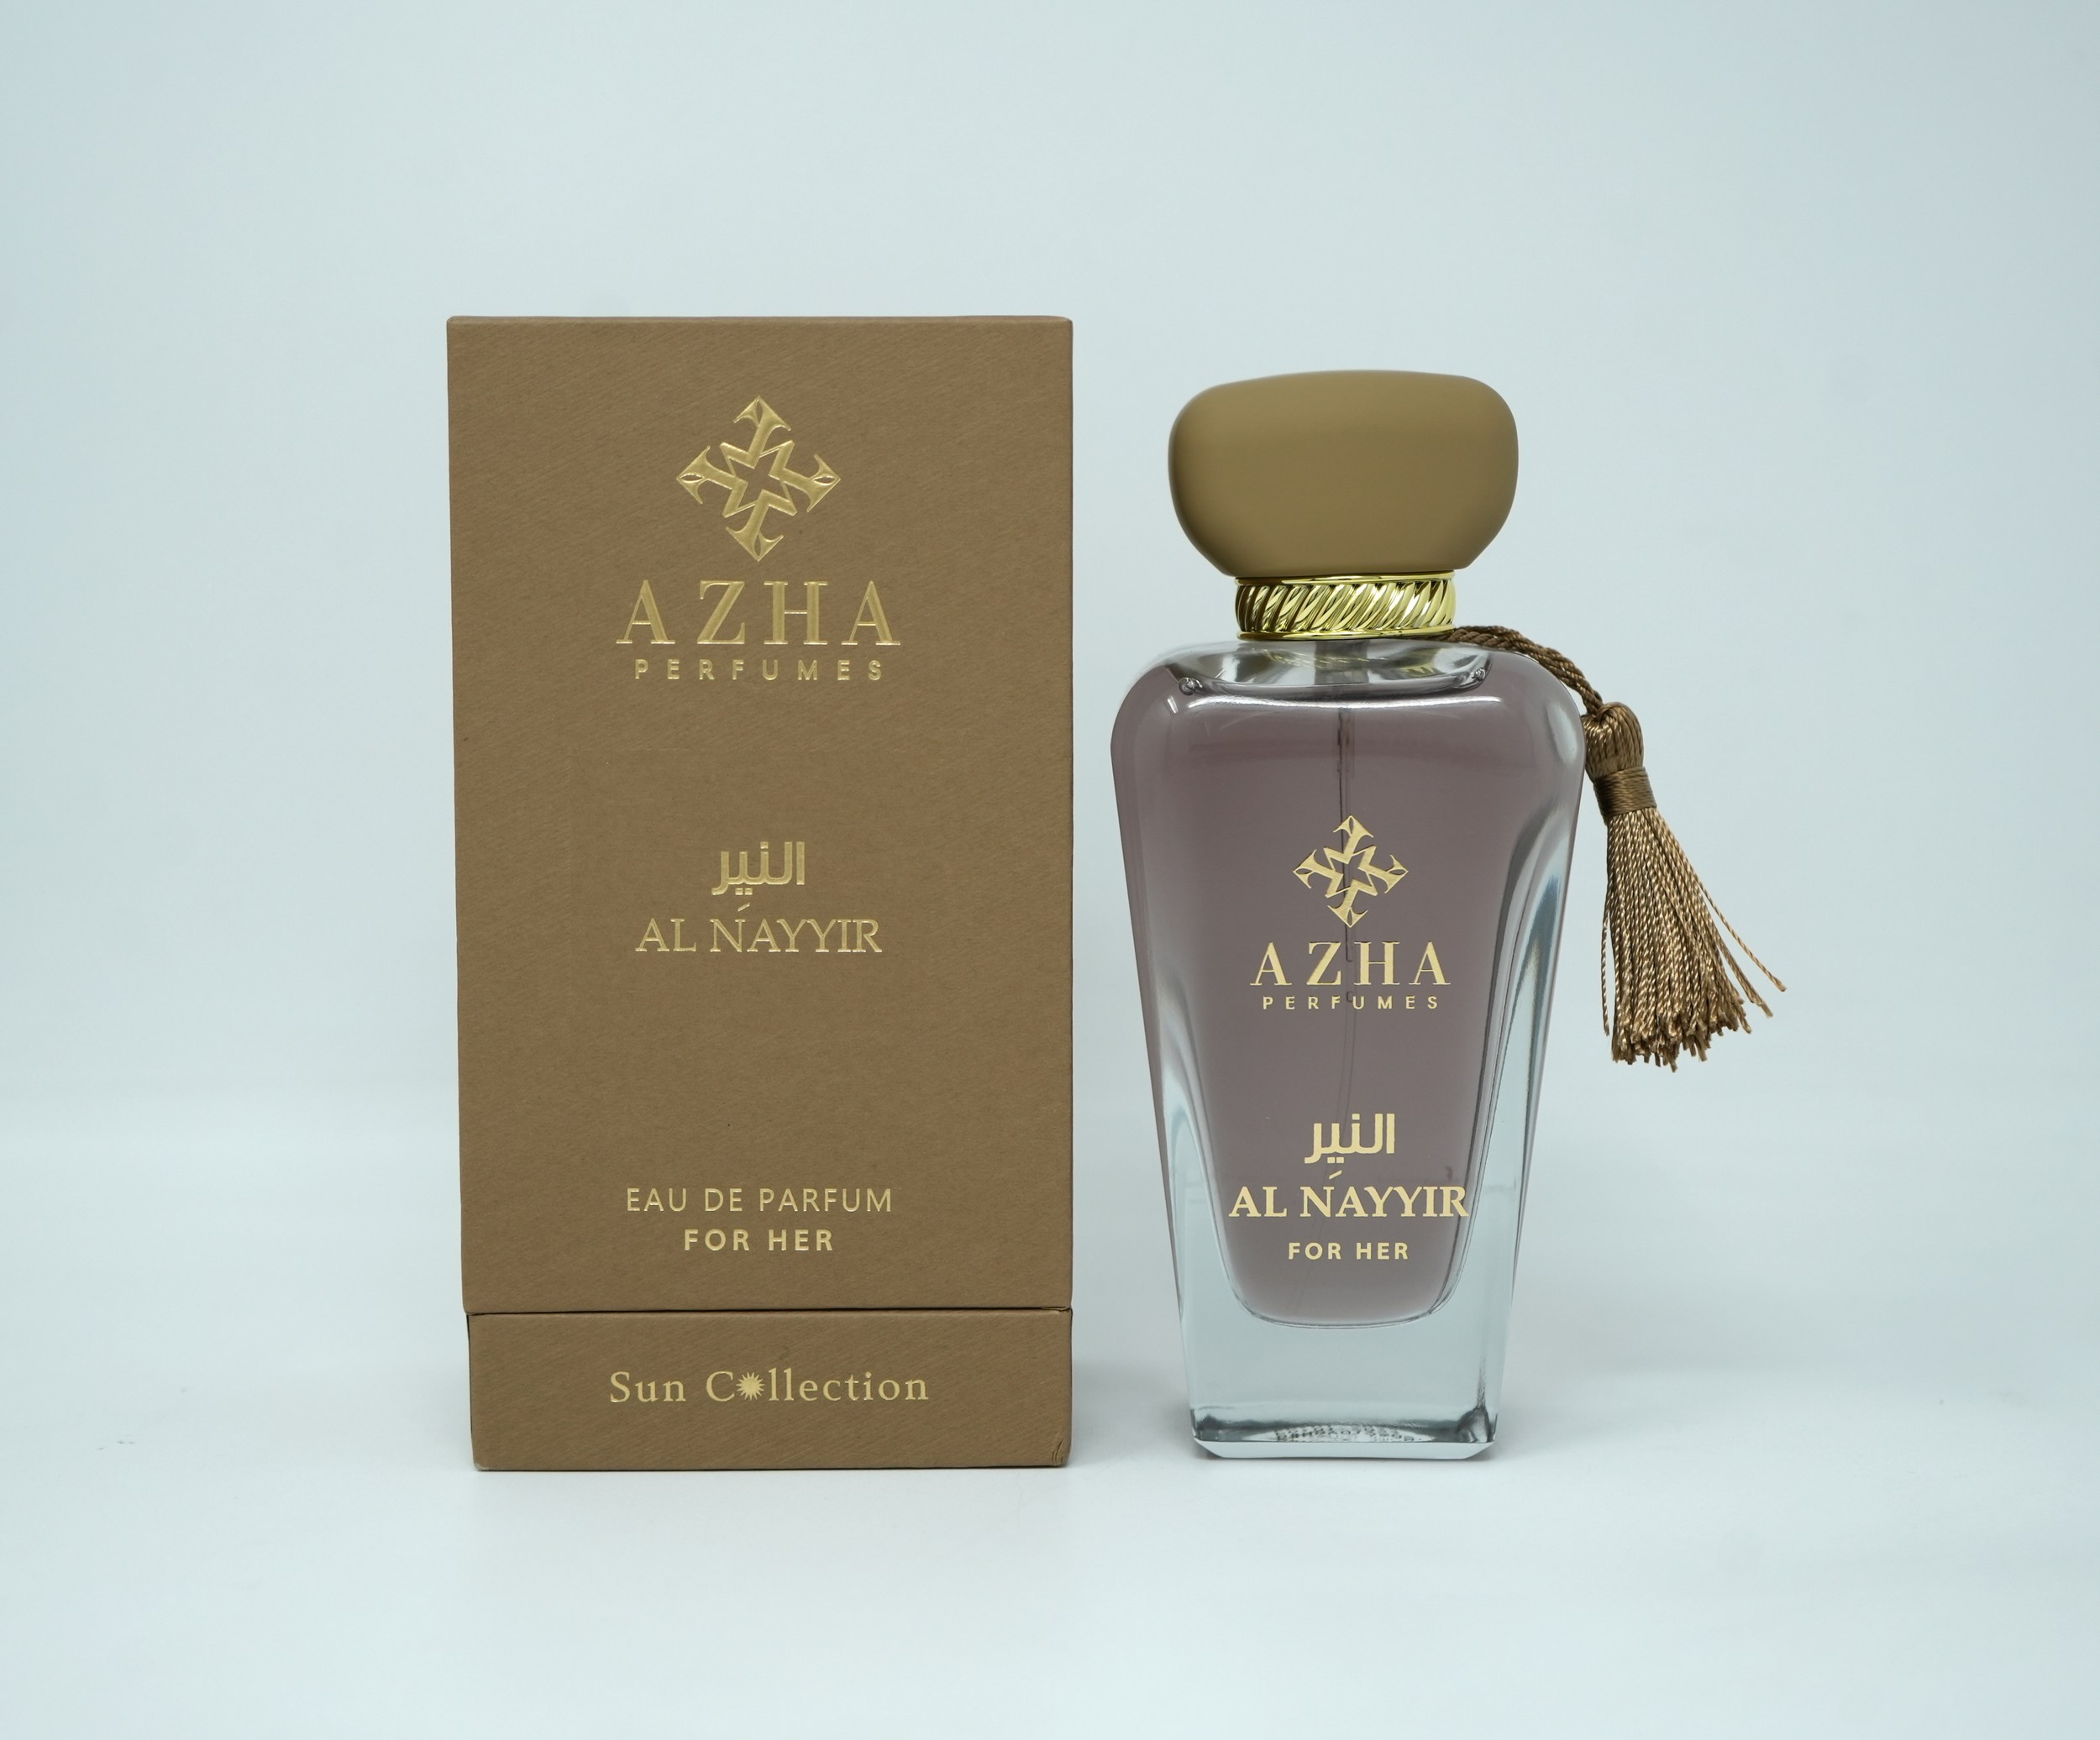 AZHA
PERFUMES
النير
AL NAYYIR
EAU DE PARFUM
FOR HER
Sun Collection
AZHA
PERFUMES
النير
AL NAYYIR
FOR HER